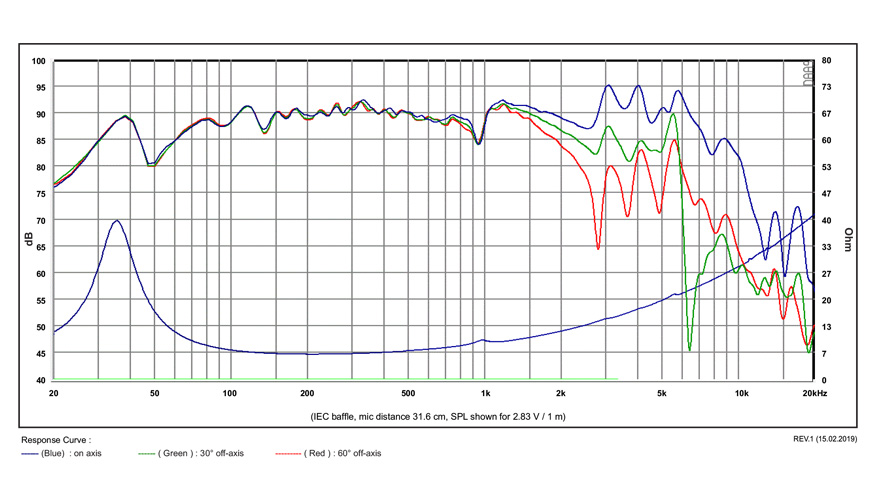 100 80
95 73
90 67
85 60
80 53
75 47
70 40
65 33
60 27
55 20
50 13
45 7
40 0
dB
Ohm
20 50 100 200 500 1k 2k 5k 10k 20kHz
(IEC baffle, mic distance 31.6 cm, SPL shown for 2.83 V / 1 m)
Response Curve :
REV.1 (15.02.2019)
(Blue) : on axis ( Green ) : 30° off-axis ( Red ) : 60° off-axis